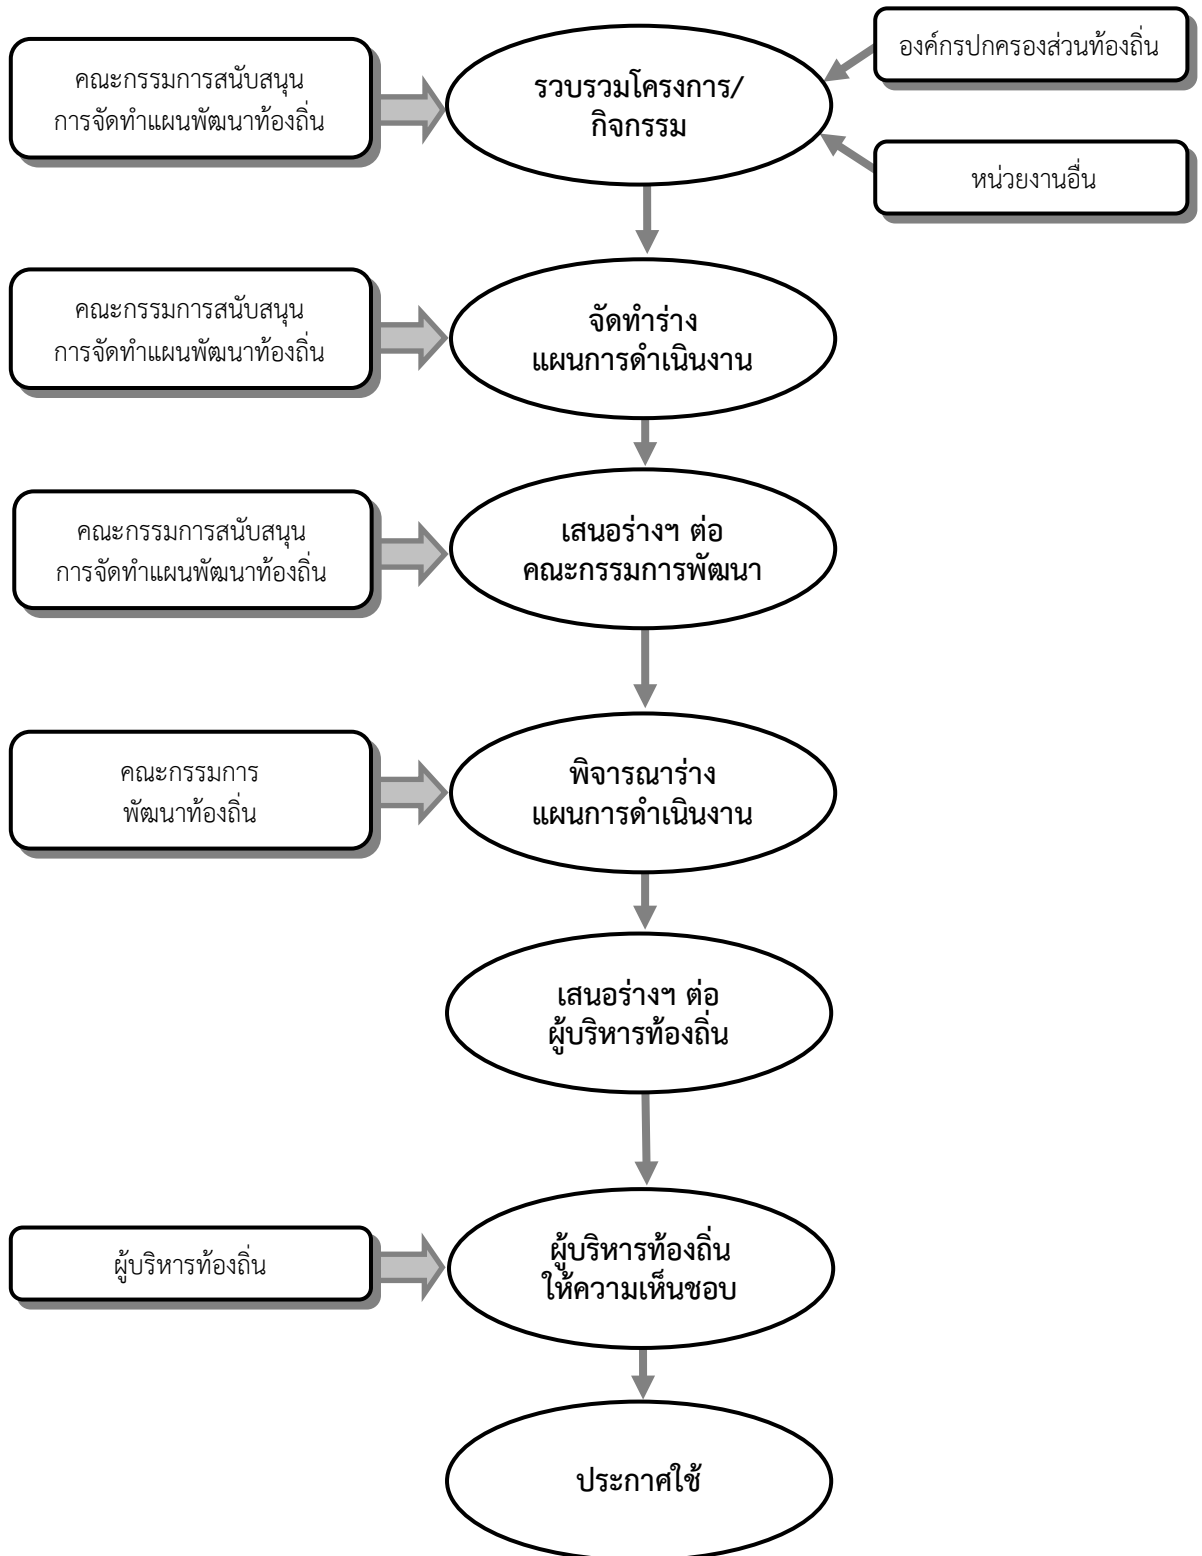 คณะกรรมการสนับสนุน
การจัดทำแผนพัฒนาท้องถิ่น
รวบรวมโครงการ/
กิจกรรม
องค์กรปกครองส่วนท้องถิ่น
หน่วยงานอื่น
คณะกรรมการสนับสนุน
การจัดทำแผนพัฒนาท้องถิ่น
จัดทำร่าง
แผนการดำเนินงาน
คณะกรรมการสนับสนุน
การจัดทำแผนพัฒนาท้องถิ่น
เสนอร่างฯ ต่อ
คณะกรรมการพัฒนา
คณะกรรมการ
พัฒนาท้องถิ่น
พิจารณาร่าง
แผนการดำเนินงาน
เสนอร่างฯ ต่อ
ผู้บริหารท้องถิ่น
ผู้บริหารท้องถิ่น
ผู้บริหารท้องถิ่น
ให้ความเห็นชอบ
ประกาศใช้